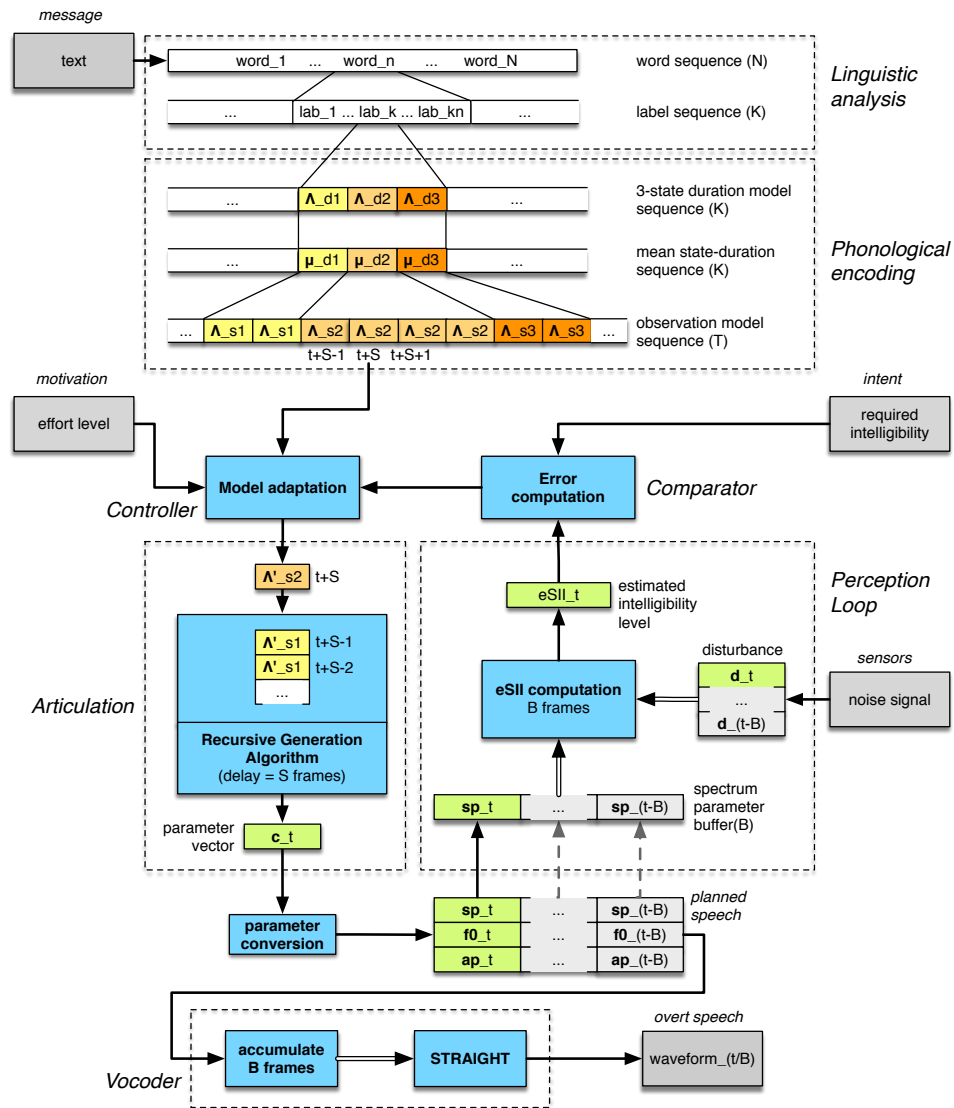 message
text
word_1 ... word_n ... word_N
word sequence (N)
Linguistic
analysis
...
lab_1 ... lab_k ... lab_kn
...
label sequence (K)
...
Λ_d1
Λ_d2
Λ_d3
...
3-state duration model
sequence (K)
...
μ_d1
μ_d2
μ_d3
...
mean state-duration
sequence (K)
Phonological
encoding
...
Λ_s1
Λ_s1
Λ_s2
Λ_s2
Λ_s2
Λ_s2
Λ_s3
Λ_s3
...
observation model
sequence (T)
t+S-1
t+S
t+S+1
motivation
effort level
intent
required
intelligibility
Model adaptation
Controller
Error
computation
Comparator
Λ'_s2
t+S
Λ'_s1
t+S-1
Λ'_s1
t+S-2
...
Articulation
Recursive Generation
Algorithm
(delay = S frames)
parameter
vector
c_t
eSII_t
estimated
intelligibility
level
Perception
Loop
eSII computation
B frames
disturbance
d_t
...
d_(t-B)
sensors
noise signal
sp_t
...
sp_(t-B)
spectrum
parameter
buffer(B)
parameter
conversion
sp_t
...
sp_(t-B)
f0_t
...
f0_(t-B)
ap_t
...
ap_(t-B)
planned
speech
Vocoder
accumulate
B frames
STRAIGHT
overt speech
waveform_(t/B)